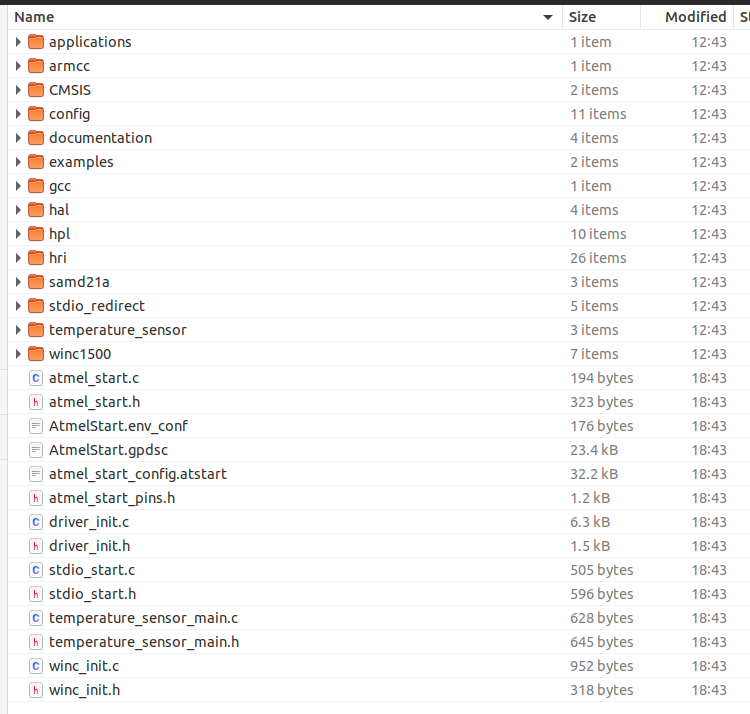 Name Size Modified St
applications 1 item 12:43
armcc 1 item 12:43
CMSIS 2 items 12:43
config 11 items 12:43
documentation 4 items 12:43
examples 2 items 12:43
gcc 1 item 12:43
hal 4 items 12:43
hpl 10 items 12:43
hri 26 items 12:43
samd21a 3 items 12:43
stdio_redirect 5 items 12:43
temperature_sensor 3 items 12:43
winc1500 7 items 12:43
C atmel_start.c 194 bytes 18:43
h atmel_start.h 323 bytes 18:43
AtmelStart.env_conf 176 bytes 18:43
AtmelStart.gpdsc 23.4 kB 18:43
atmel_start_config.atstart 32.2 kB 18:43
h atmel_start_pins.h 1.2 kB 18:43
C driver_init.c 6.3 kB 18:43
h driver_init.h 1.5 kB 18:43
C stdio_start.c 505 bytes 18:43
h stdio_start.h 596 bytes 18:43
C temperature_sensor_main.c 628 bytes 18:43
h temperature_sensor_main.h 645 bytes 18:43
C winc_init.c 952 bytes 18:43
h winc_init.h 318 bytes 18:43